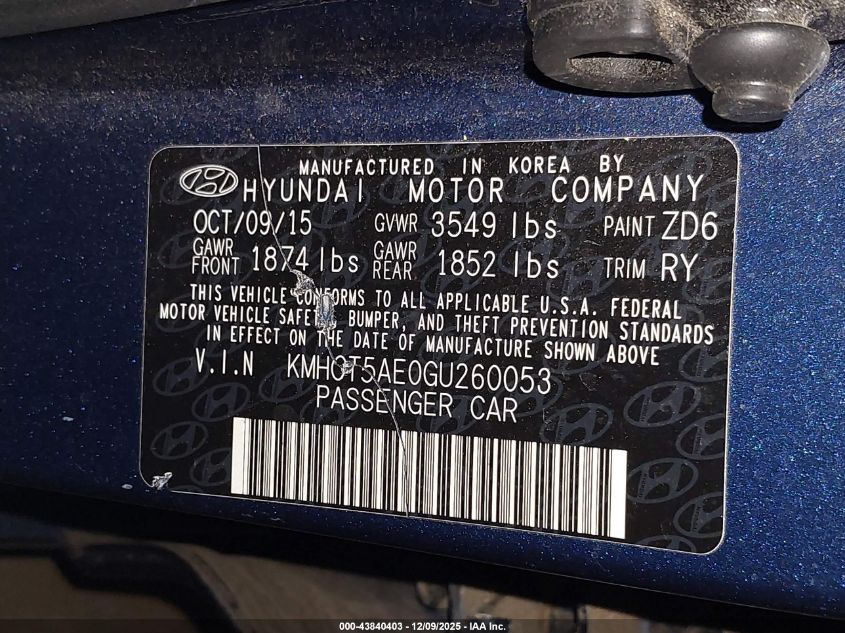 MANUFACTURED IN KOREA BY
HYUNDAI MOTOR COMPANY
OCT/09/15 GVWR 3549 lbs PAINT ZD6
GAWR FRONT 1874 lbs GAWR REAR 1852 lbs TRIM RY
THIS VEHICLE CONFORMS TO ALL APPLICABLE U.S.A. FEDERAL
MOTOR VEHICLE SAFETY, BUMPER, AND THEFT PREVENTION STANDARDS
IN EFFECT ON THE DATE OF MANUFACTURE SHOWN ABOVE
V.I.N KMHCT5AE0GU260053
PASSENGER CAR
000-43840403 - 12/09/2025 - IAA Inc.